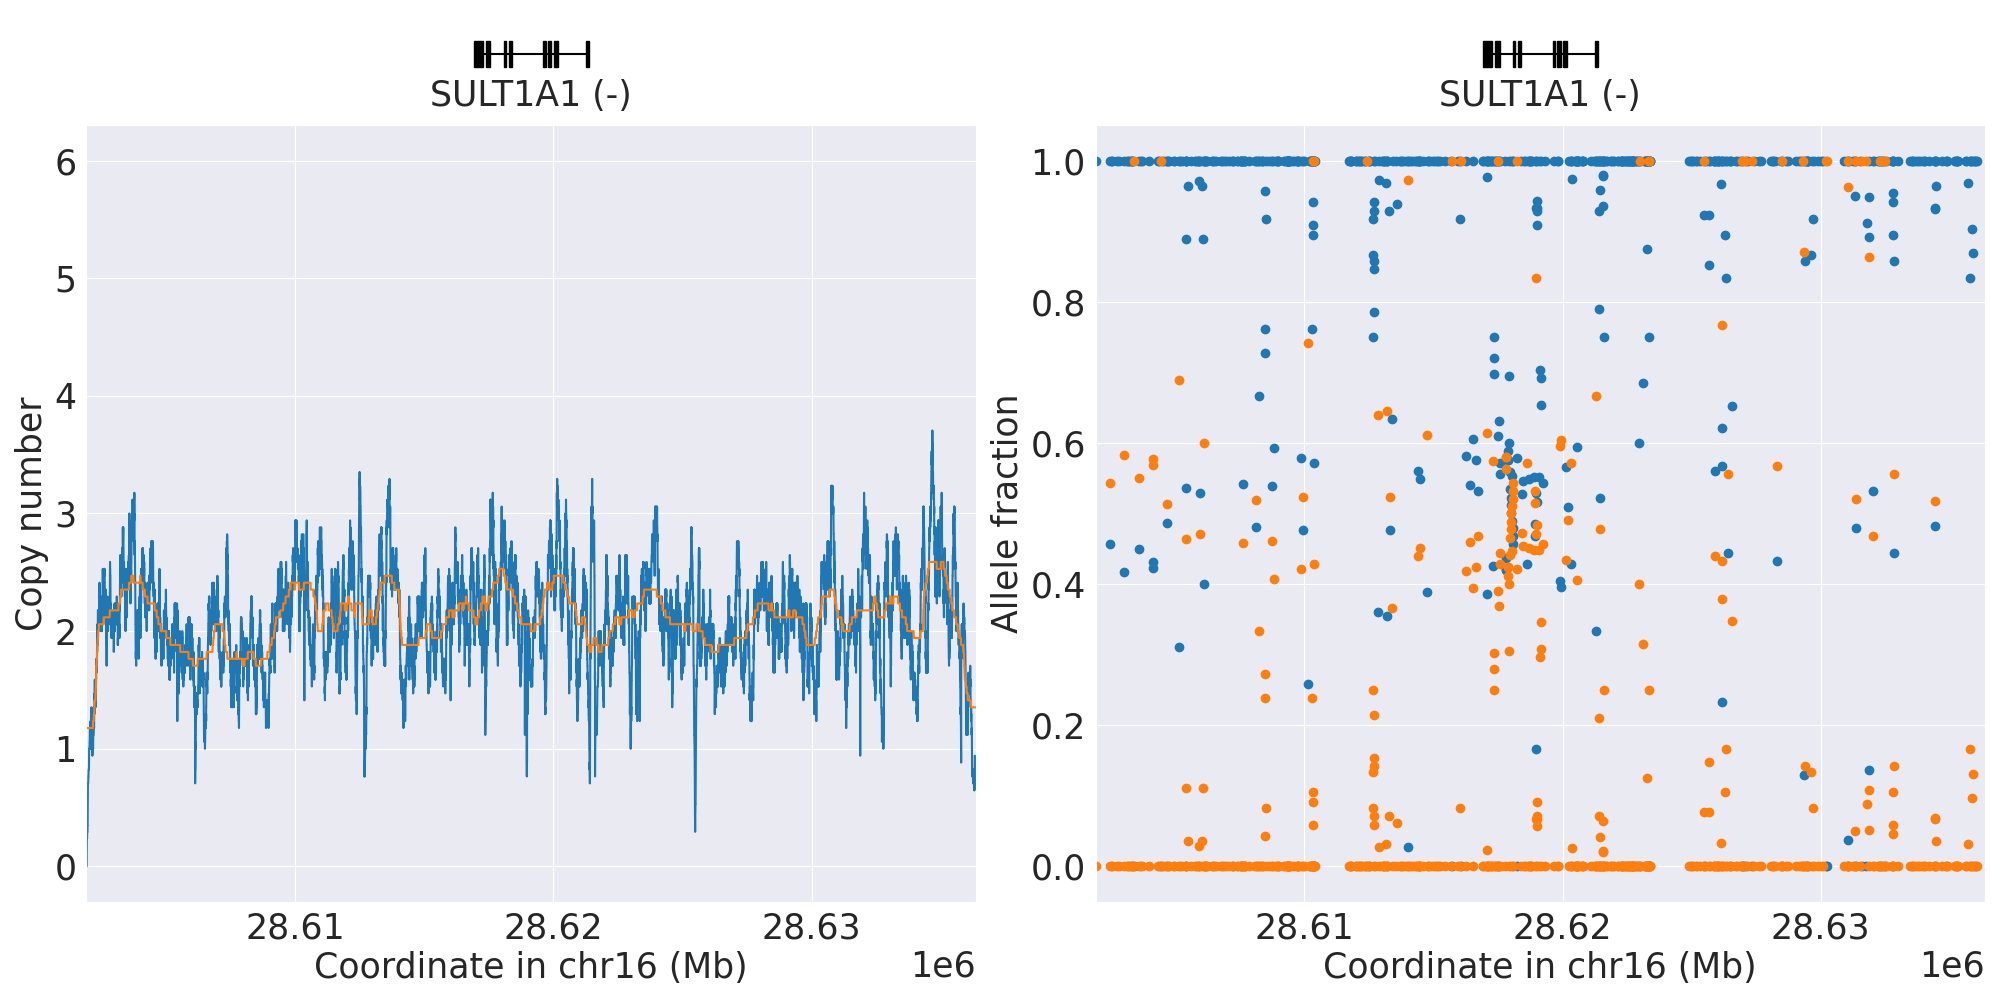 SULT1A1 (-)
Copy number
6
5
4
3
2
1
0
28.61
28.62
28.63
Coordinate in chr16 (Mb)
1e6
SULT1A1 (-)
Allele fraction
1.0
0.8
0.6
0.4
0.2
0.0
28.61
28.62
28.63
Coordinate in chr16 (Mb)
1e6